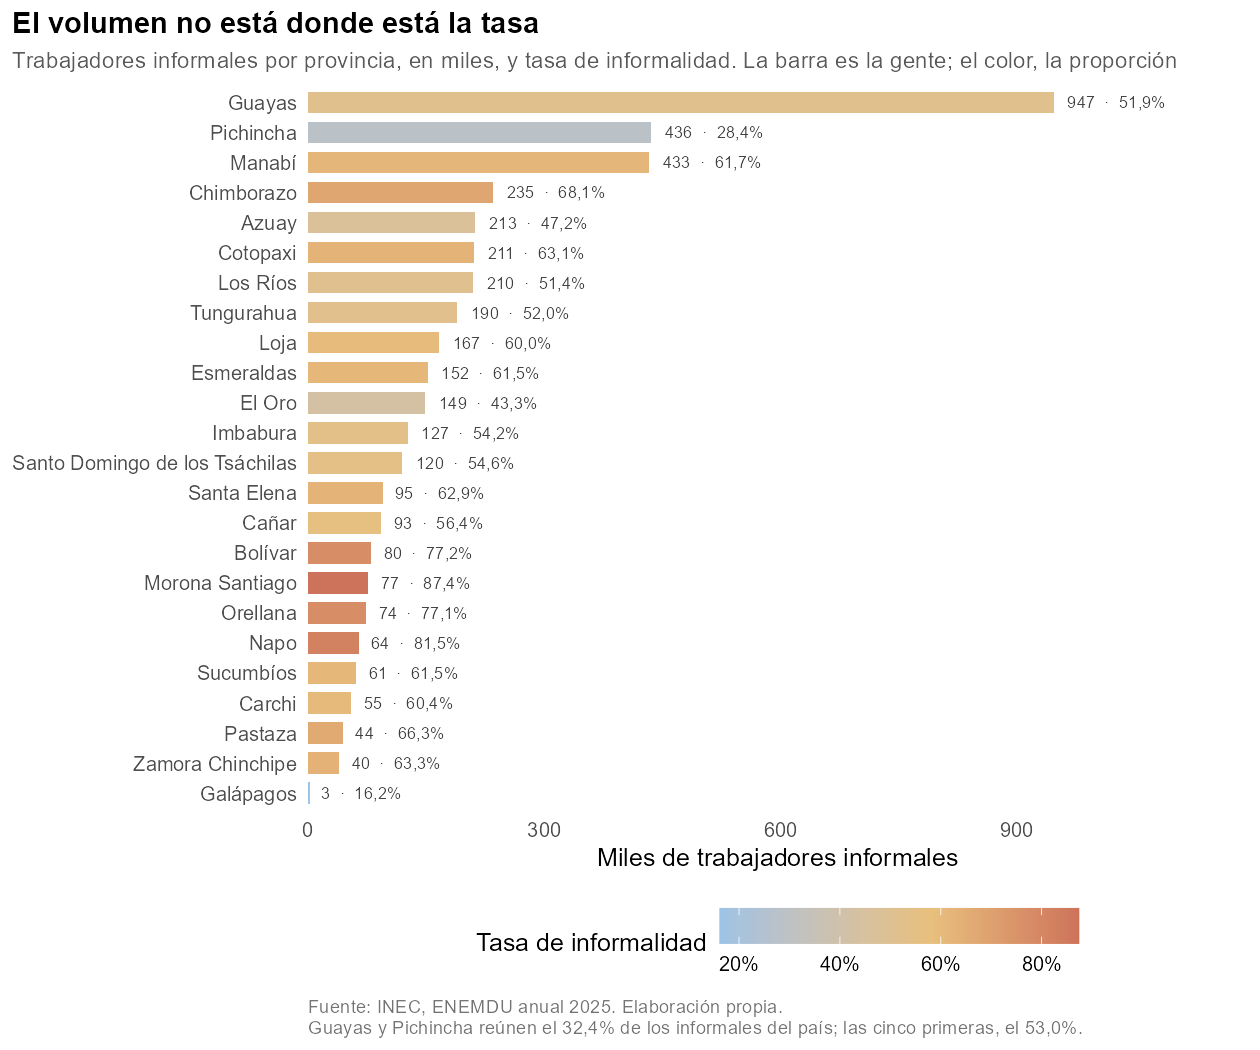 El volumen no está donde está la tasa
Trabajadores informales por provincia, en miles, y tasa de informalidad. La barra es la gente; el color, la proporción
Guayas 947 · 51,9%
Pichincha 436 · 28,4%
Manabí 433 · 61,7%
Chimborazo 235 · 68,1%
Azuay 213 · 47,2%
Cotopaxi 211 · 63,1%
Los Ríos 210 · 51,4%
Tungurahua 190 · 52,0%
Loja 167 · 60,0%
Esmeraldas 152 · 61,5%
El Oro 149 · 43,3%
Imbabura 127 · 54,2%
Santo Domingo de los Tsáchilas 120 · 54,6%
Santa Elena 95 · 62,9%
Cañar 93 · 56,4%
Bolívar 80 · 77,2%
Morona Santiago 77 · 87,4%
Orellana 74 · 77,1%
Napo 64 · 81,5%
Sucumbíos 61 · 61,5%
Carchi 55 · 60,4%
Pastaza 44 · 66,3%
Zamora Chinchipe 40 · 63,3%
Galápagos 3 · 16,2%
0 300 600 900
Miles de trabajadores informales
Tasa de informalidad
20% 40% 60% 80%
Fuente: INEC, ENEMDU anual 2025. Elaboración propia.
Guayas y Pichincha reúnen el 32,4% de los informales del país; las cinco primeras, el 53,0%.